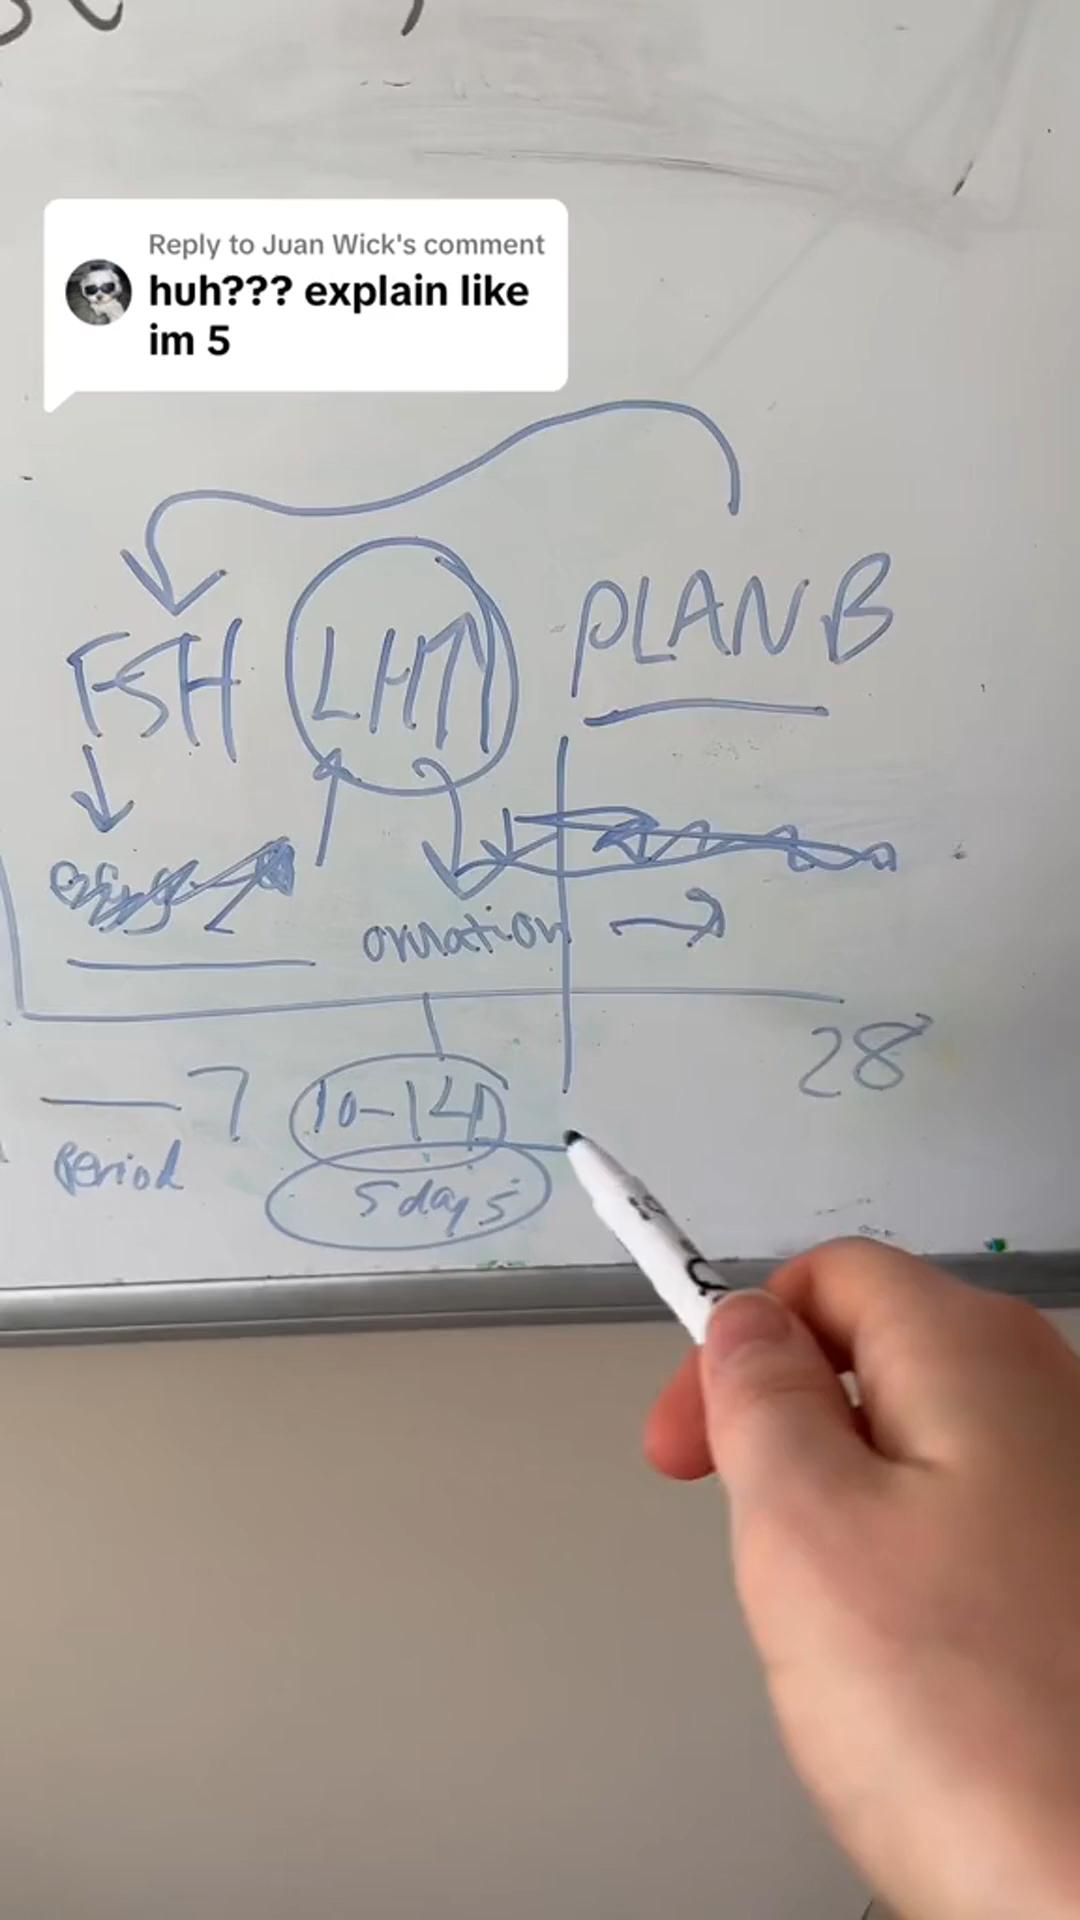 Reply to Juan Wick's comment
huh??? explain like
im 5
FSH LH PLAN B
ovulation
28
7 10-14
Period
5 days